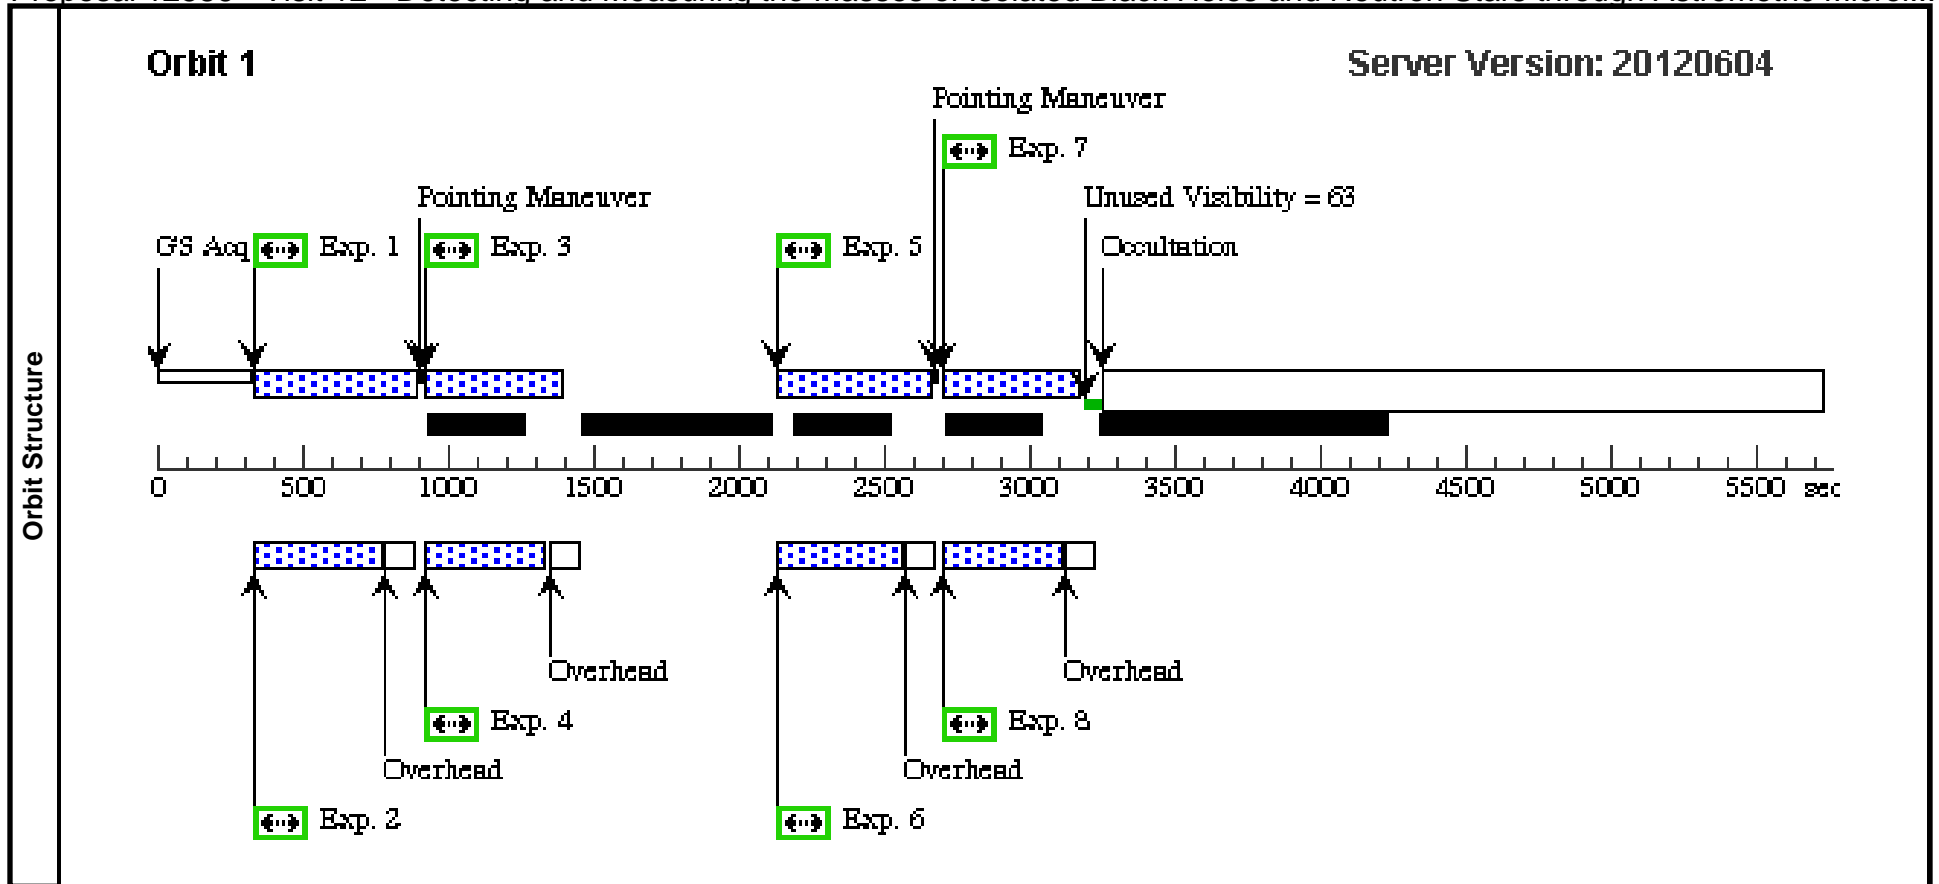 Orbit 1
Server Version: 20120604
Pointing Maneuver
Exp. 7
Pointing Maneuver
Unused Visibility = 63
GS Acq
Exp. 1
Exp. 3
Exp. 5
Occultation
Orbit Structure
0 500 1000 1500 2000 2500 3000 3500 4000 4500 5000 5500 sec
Overhead
Overhead
Exp. 4
Exp. 8
Overhead
Overhead
Exp. 2
Exp. 6